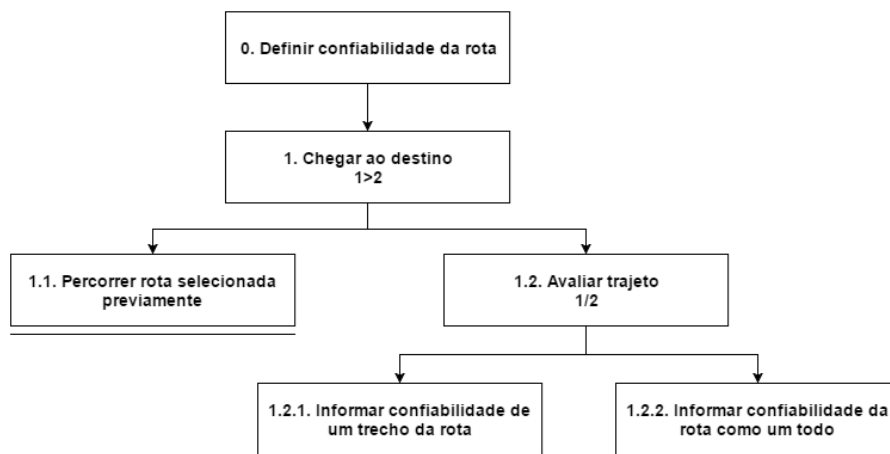 0. Definir confiabilidade da rota
1. Chegar ao destino
1>2
1.1. Percorrer rota selecionada
previamente
1.2. Avaliar trajeto
1/2
1.2.1. Informar confiabilidade de
um trecho da rota
1.2.2. Informar confiabilidade da
rota como um todo